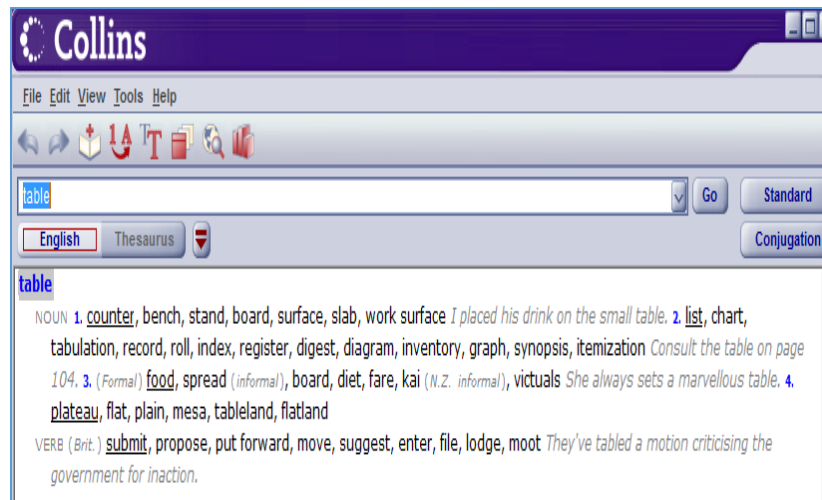 Collins
File Edit View Tools Help
table Go Standard
English Thesaurus Conjugation
table
NOUN 1. counter, bench, stand, board, surface, slab, work surface I placed his drink on the small table. 2. list, chart,
tabulation, record, roll, index, register, digest, diagram, inventory, graph, synopsis, itemization Consult the table on page
104. 3. (Formal) food, spread (informal), board, diet, fare, kai (N.Z. informal), victuals She always sets a marvellous table. 4.
plateau, flat, plain, mesa, tableland, flatland
VERB (Brit.) submit, propose, put forward, move, suggest, enter, file, lodge, moot They've tabled a motion criticising the
government for inaction.